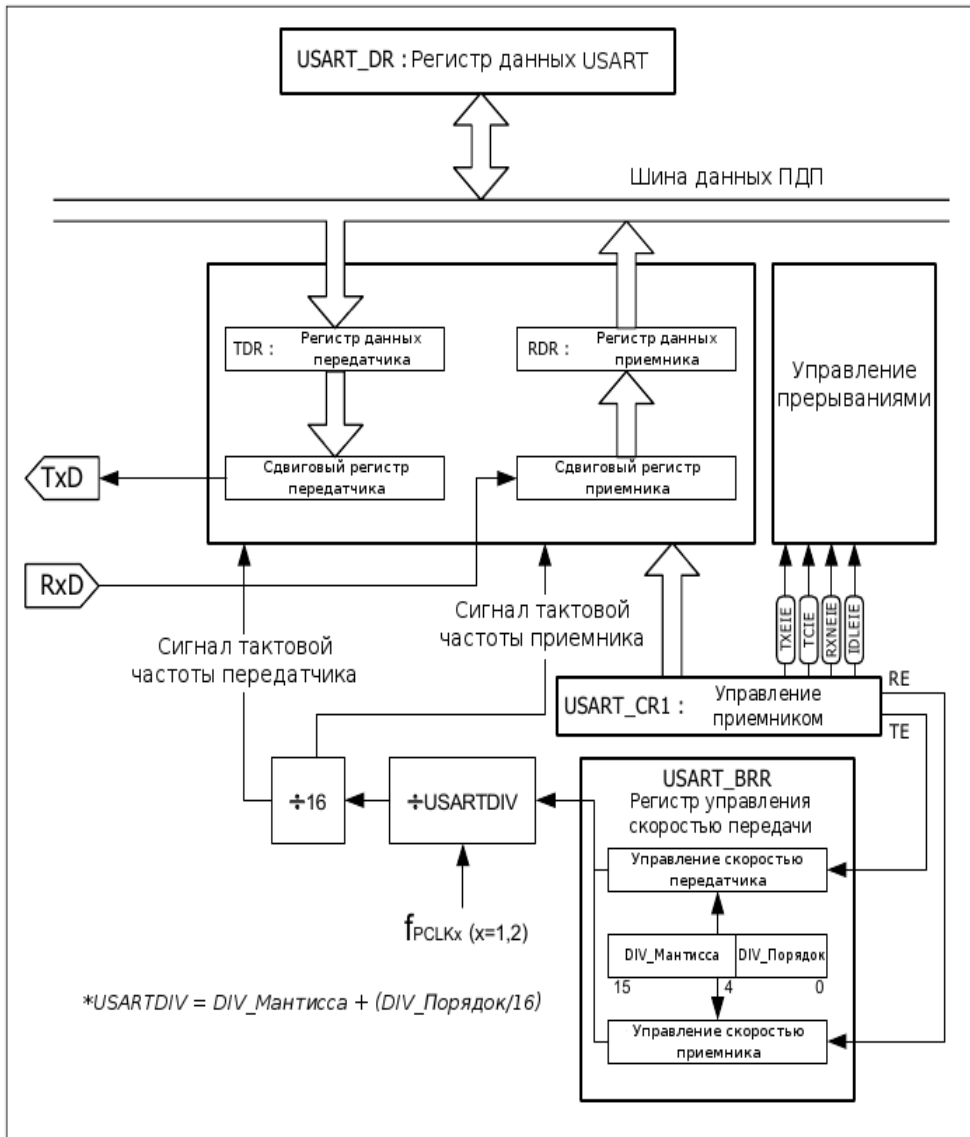 USART_DR : Регистр данных USART
Шина данных ПДП
TDR :
Регистр данных
передатчика
RDR :
Регистр данных
приемника
Управление
прерываниями
Сдвиговый регистр
передатчика
Сдвиговый регистр
приемника
TxD
RxD
Сигнал тактовой
частоты передатчика
Сигнал тактовой
частоты приемника
TXEIE
TCIE
RXNEIE
IDLEIE
USART_CR1 :
Управление
приемником
RE
TE
÷16
÷USARTDIV
fPCLKx (x=1,2)
USART_BRR
Регистр управления
скоростью передачи
Управление скоростью
передатчика
DIV_Мантисса
DIV_Порядок
15
4
0
Управление скоростью
приемника
*USARTDIV = DIV_Мантисса + (DIV_Порядок/16)